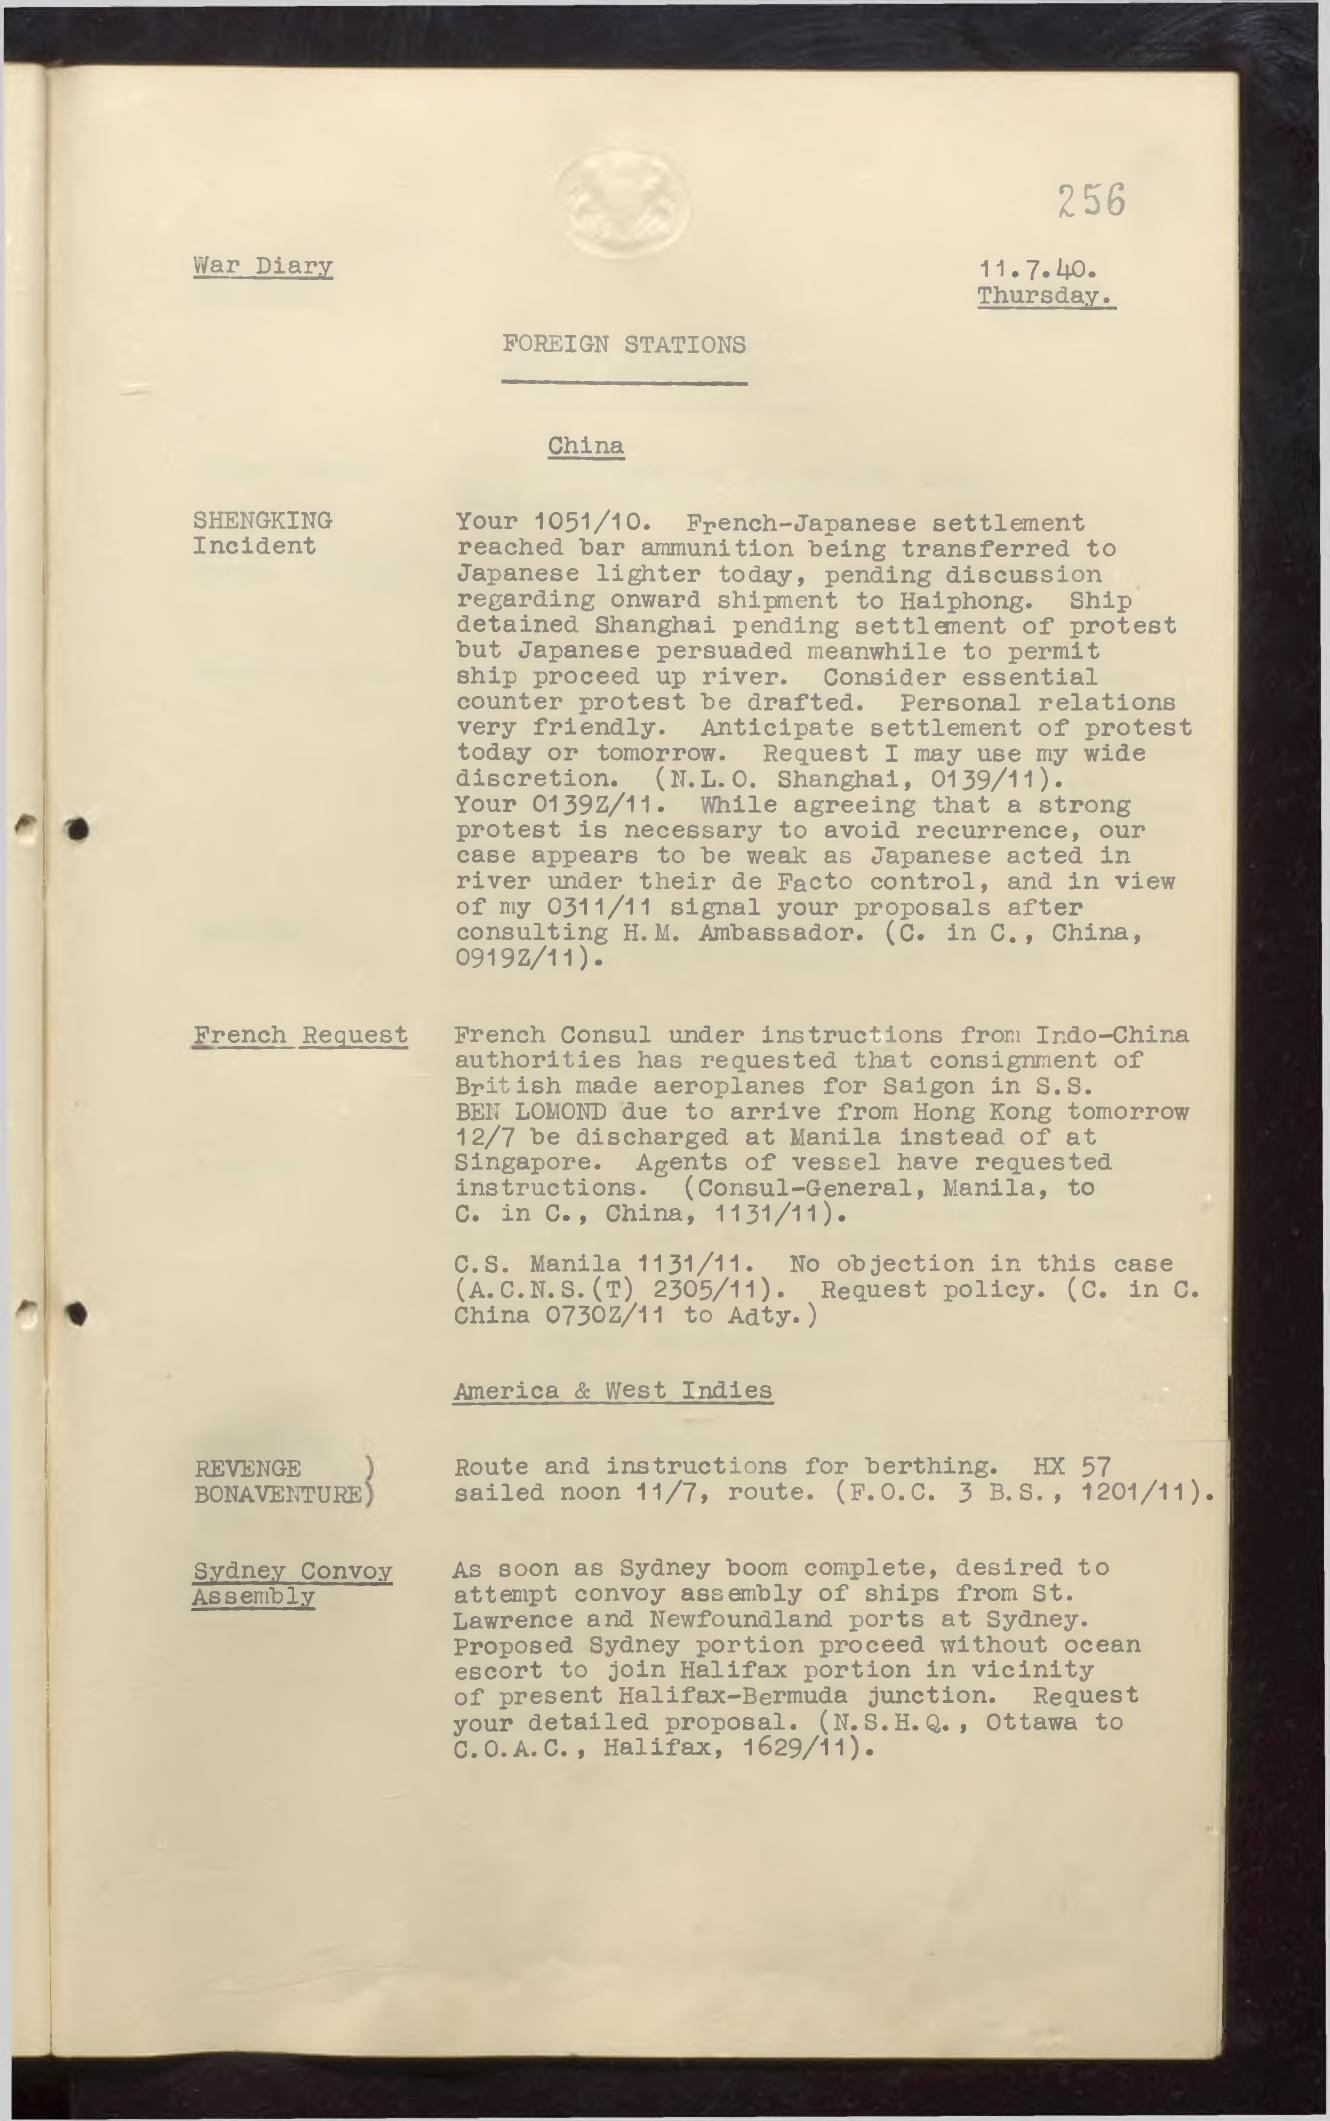 256
War Diary
11.7.40.
Thursday.
FOREIGN STATIONS
China
SHENGKING
Incident
Your 1051/10. French-Japanese settlement
reached bar ammunition being transferred to
Japanese lighter today, pending discussion
regarding onward shipment to Haiphong. Ship
detained Shanghai pending settlement of protest
but Japanese persuaded meanwhile to permit
ship proceed up river. Consider essential
counter protest be drafted. Personal relations
very friendly. Anticipate settlement of protest
today or tomorrow. Request I may use my wide
discretion. (N.L.O. Shanghai, 0139/11).
Your 0139Z/11. While agreeing that a strong
protest is necessary to avoid recurrence, our
case appears to be weak as Japanese acted in
river under their de Facto control, and in view
of my 0311/11 signal your proposals after
consulting H.M. Ambassador. (C. in C., China,
0919Z/11).
French Request
French Consul under instructions from Indo-China
authorities has requested that consignment of
British made aeroplanes for Saigon in S.S.
BEN LOMOND due to arrive from Hong Kong tomorrow
12/7 be discharged at Manila instead of at
Singapore. Agents of vessel have requested
instructions. (Consul-General, Manila, to
C. in C., China, 1131/11).
C.S. Manila 1131/11. No objection in this case
(A.C.N.S.(T) 2305/11). Request policy. (C. in C.
China 0730Z/11 to Adty.)
America & West Indies
REVENGE )
BONAVENTURE)
Route and instructions for berthing. HX 57
sailed noon 11/7, route. (F.O.C. 3 B.S., 1201/11).
Sydney Convoy
Assembly
As soon as Sydney boom complete, desired to
attempt convoy assembly of ships from St.
Lawrence and Newfoundland ports at Sydney.
Proposed Sydney portion proceed without ocean
escort to join Halifax portion in vicinity
of present Halifax-Bermuda junction. Request
your detailed proposal. (N.S.H.Q., Ottawa to
C.O.A.C., Halifax, 1629/11).